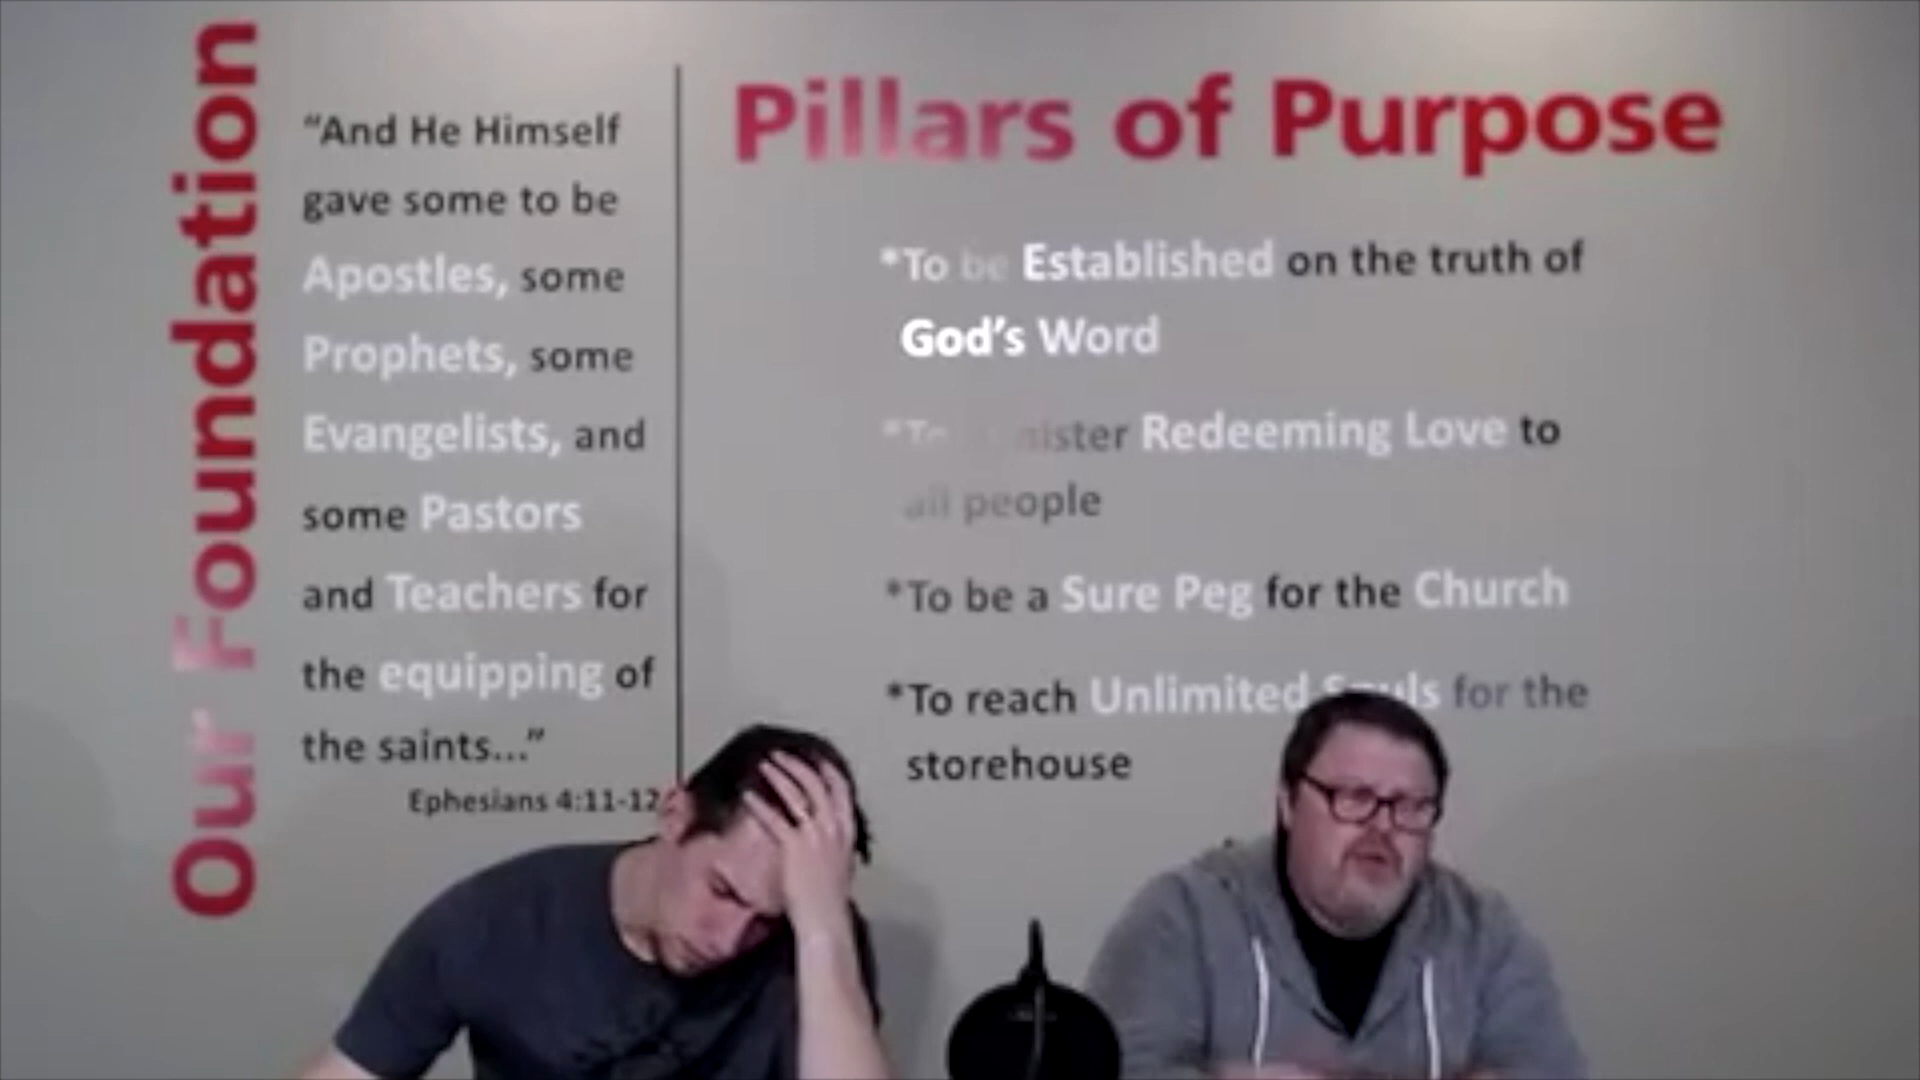 Our Foundation
“And He Himself
gave some to be
Apostles, some
Prophets, some
Evangelists, and
some Pastors
and Teachers for
the equipping of
the saints...”
Ephesians 4:11-12
Pillars of Purpose
*To be Established on the truth of
God’s Word
*To Redeeming Love to
all people
*To be a Sure Peg for the Church
*To reach Unlimited Souls for the
storehouse